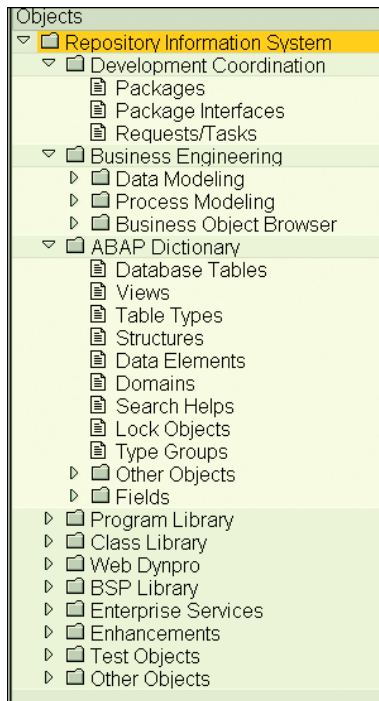 Objects
Repository Information System
Development Coordination
Packages
Package Interfaces
Requests/Tasks
Business Engineering
Data Modeling
Process Modeling
Business Object Browser
ABAP Dictionary
Database Tables
Views
Table Types
Structures
Data Elements
Domains
Search Helps
Lock Objects
Type Groups
Other Objects
Fields
Program Library
Class Library
Web Dynpro
BSP Library
Enterprise Services
Enhancements
Test Objects
Other Objects